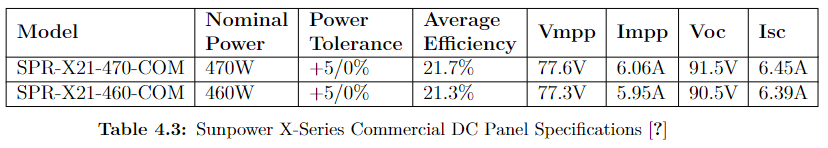 Model Nominal Power Power Tolerance Average Efficiency Vmpp Impp Voc Isc
SPR-X21-470-COM 470W +5/0% 21.7% 77.6V 6.06A 91.5V 6.45A
SPR-X21-460-COM 460W +5/0% 21.3% 77.3V 5.95A 90.5V 6.39A
Table 4.3: Sunpower X-Series Commercial DC Panel Specifications [?]